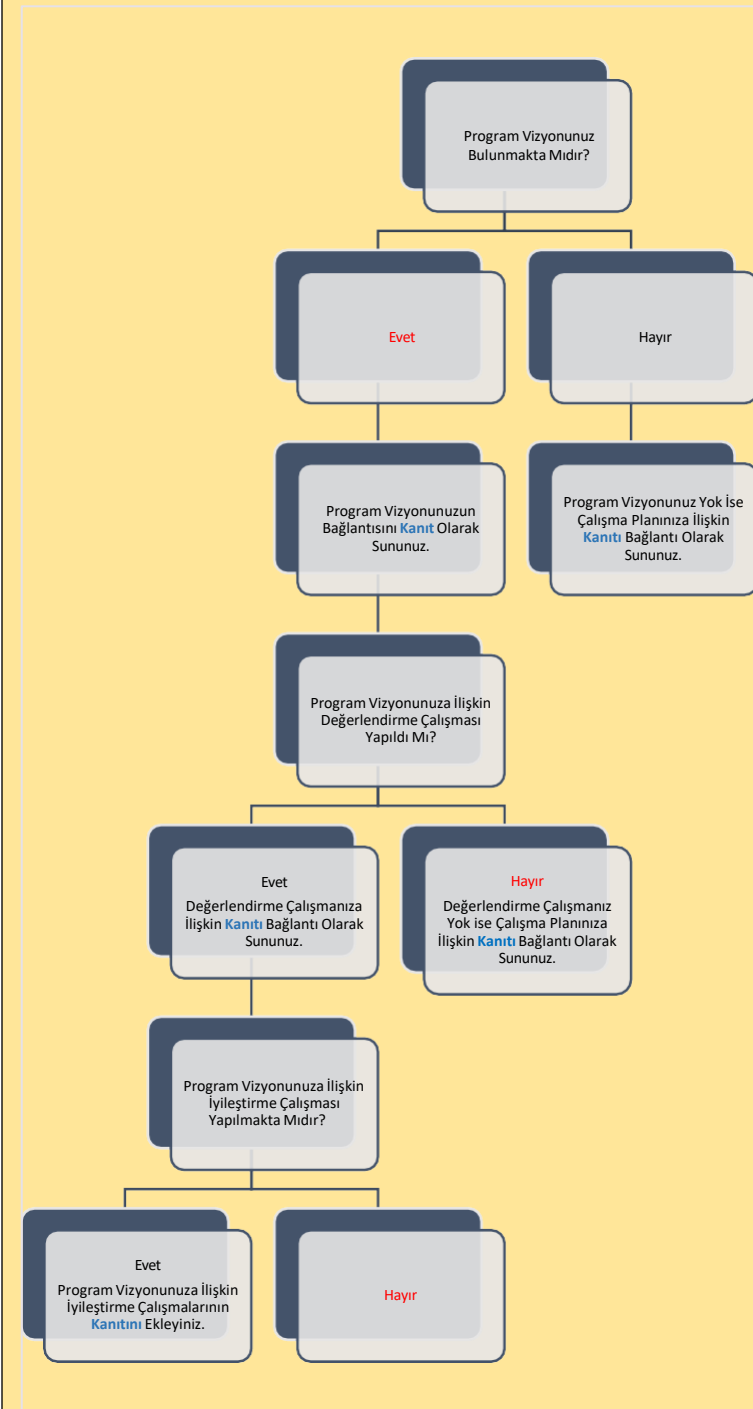 Program Vizyonunuz
Bulunmakta Mıdır?
Evet
Hayır
Program Vizyonunuzun
Bağlantısını Kanıt Olarak
Sununuz.
Program Vizyonunuz Yok İse
Çalışma Planınıza İlişkin
Kanıtı Bağlantı Olarak
Sununuz.
Program Vizyonunuza İlişkin
Değerlendirme Çalışması
Yapıldı Mı?
Evet
Değerlendirme Çalışmanıza
İlişkin Kanıtı Bağlantı Olarak
Sununuz.
Hayır
Değerlendirme Çalışmanız
Yok ise Çalışma Planınıza
İlişkin Kanıtı Bağlantı Olarak
Sununuz.
Program Vizyonunuza İlişkin
İyileştirme Çalışması
Yapılmakta Mıdır?
Evet
Program Vizyonunuza İlişkin
İyileştirme Çalışmalarının
Kanıtını Ekleyiniz.
Hayır